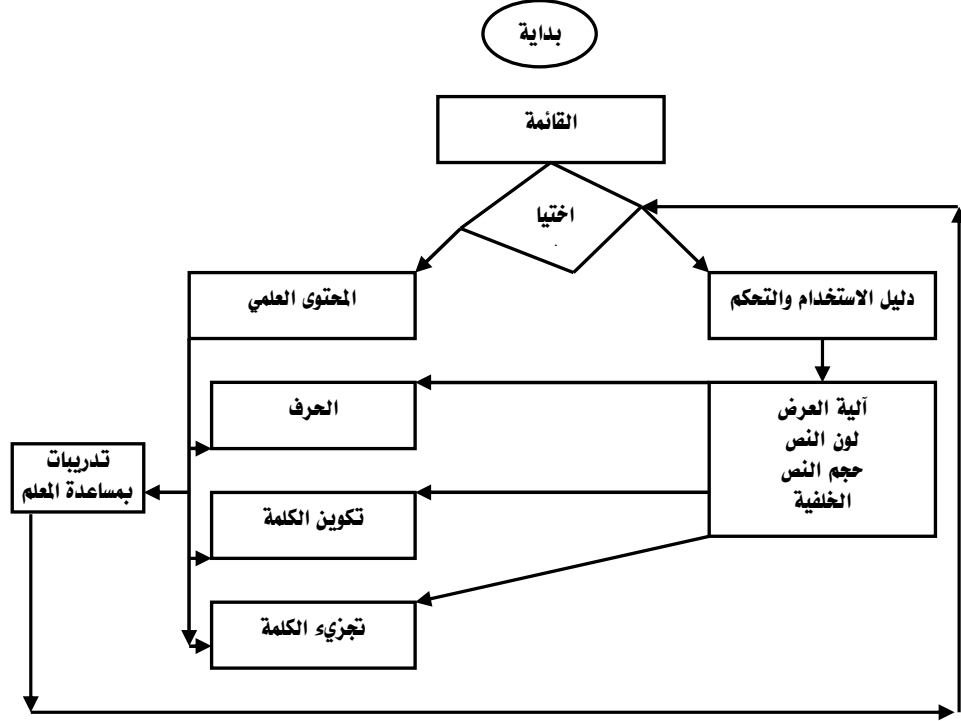 بداية
القائمة
اختيا
دليل الاستخدام والتحكم
المحتوى العلمي
آلية العرض
لون النص
حجم النص
الخلفية
الحرف
تكوين الكلمة
تجزيء الكلمة
تدريبات
بمساعدة المعلم